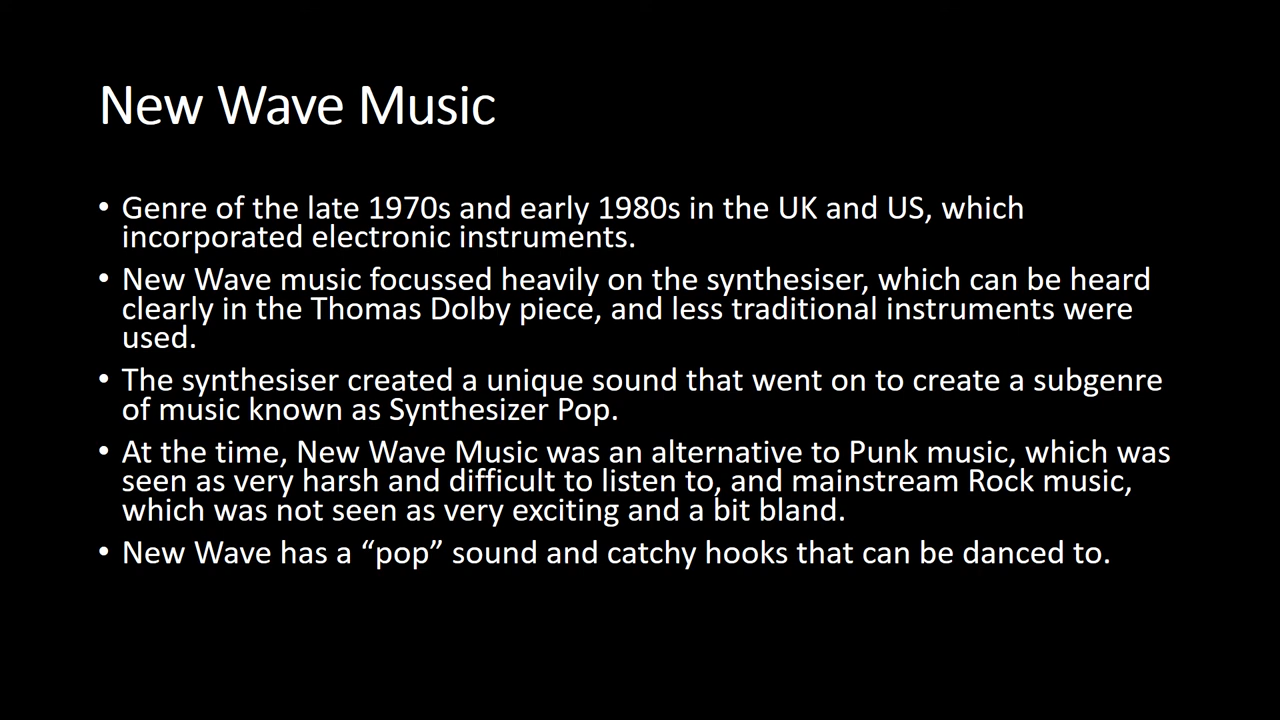 New Wave Music
• Genre of the late 1970s and early 1980s in the UK and US, which
incorporated electronic instruments.
• New Wave music focussed heavily on the synthesiser, which can be heard
clearly in the Thomas Dolby piece, and less traditional instruments were
used.
• The synthesiser created a unique sound that went on to create a subgenre
of music known as Synthesizer Pop.
• At the time, New Wave Music was an alternative to Punk music, which was
seen as very harsh and difficult to listen to, and mainstream Rock music,
which was not seen as very exciting and a bit bland.
• New Wave has a “pop” sound and catchy hooks that can be danced to.